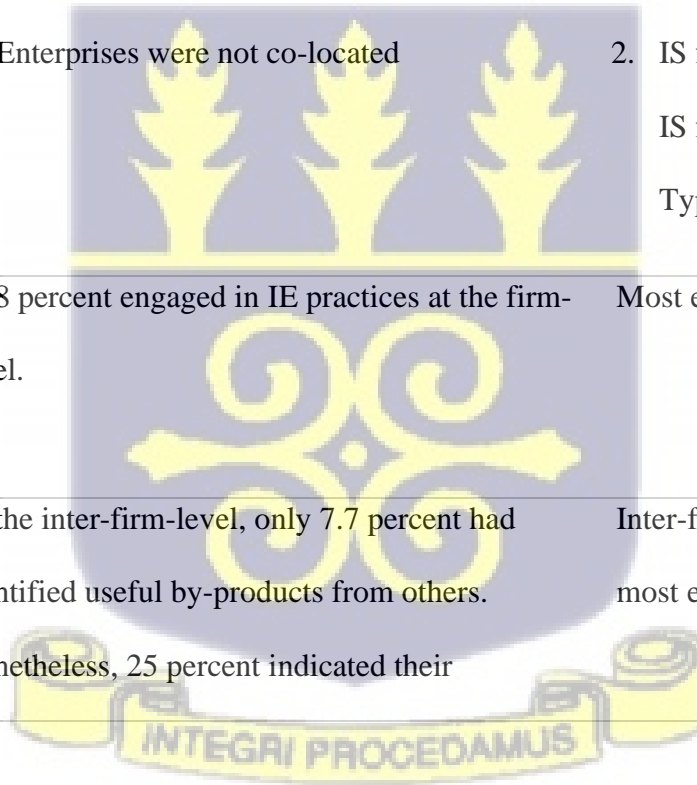 Enterprises were not co-located
2. IS
IS
Typ
8 percent engaged in IE practices at the firm-
el.
Most e
the inter-firm-level, only 7.7 percent had
ntified useful by-products from others.
netheless, 25 percent indicated their
Inter-f
most e
INTEGRI PROCEDAMUS